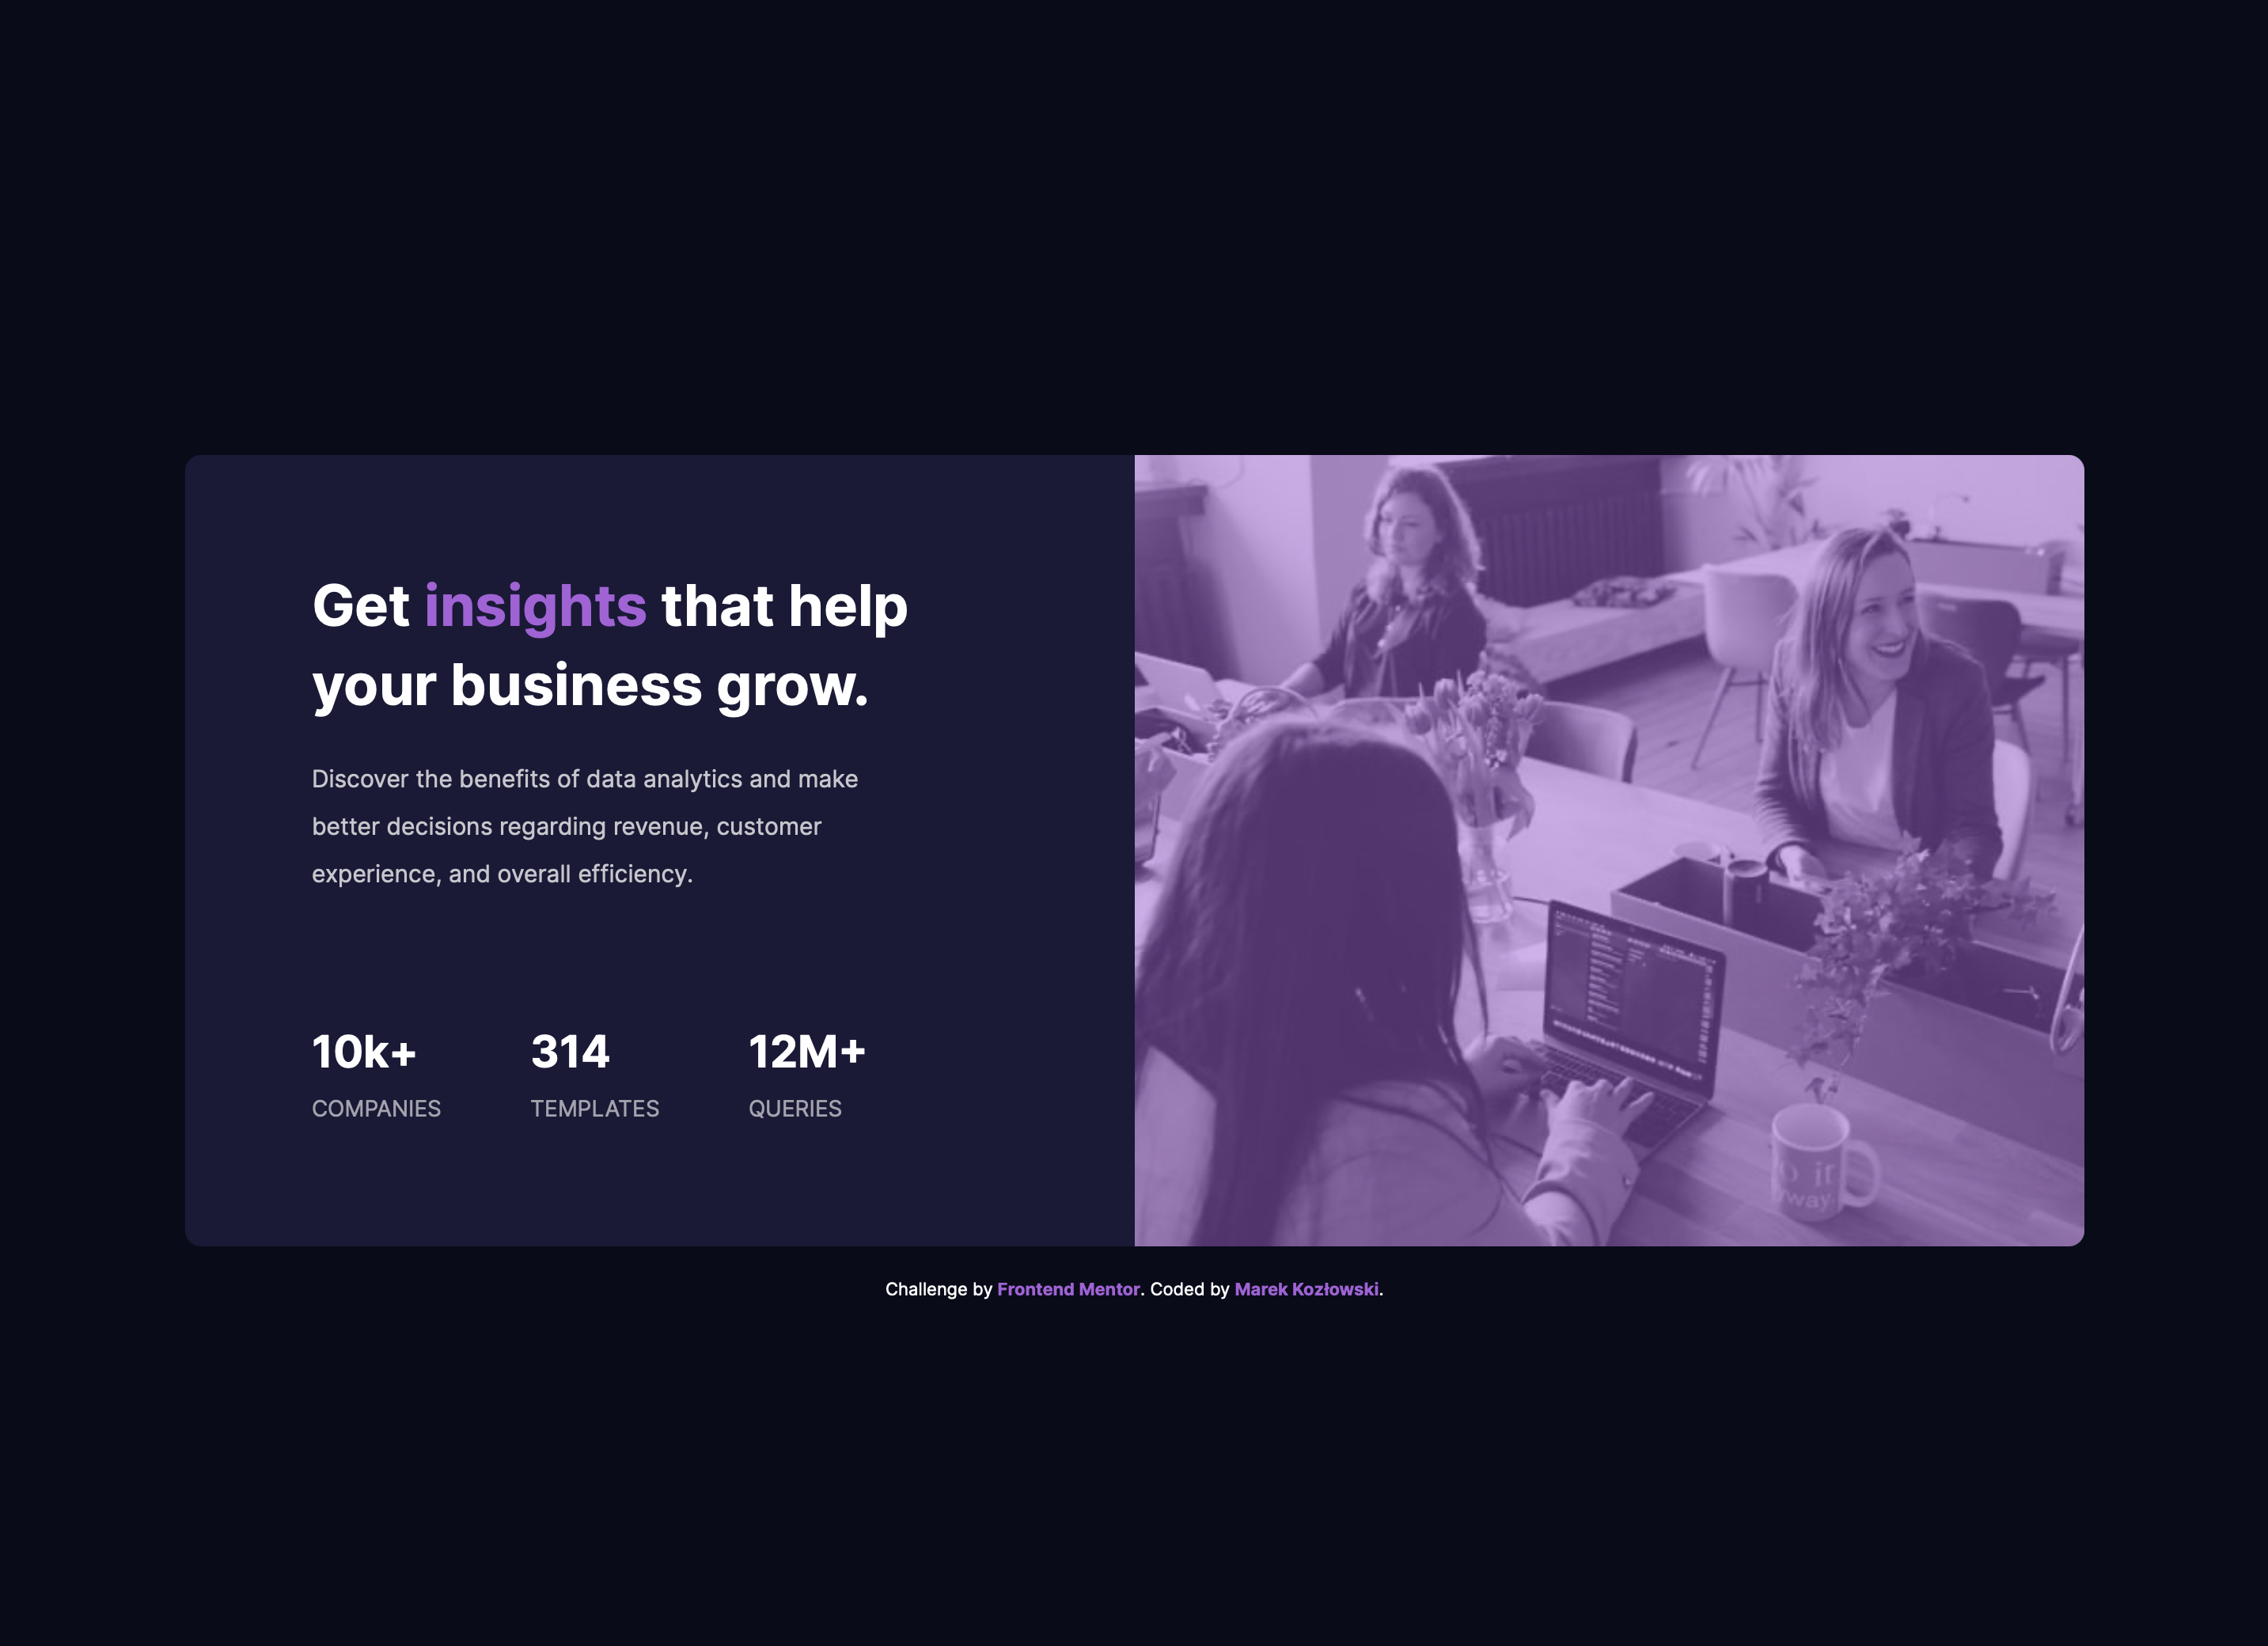 Get insights that help
your business grow.
Discover the benefits of data analytics and make
better decisions regarding revenue, customer
experience, and overall efficiency.
10k+ 314 12M+
COMPANIES TEMPLATES QUERIES
it
way.
Challenge by Frontend Mentor. Coded by Marek Kozłowski.